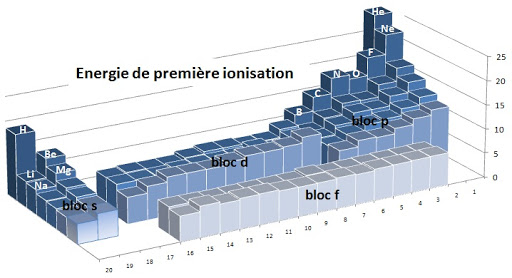 Energie de première ionisation
He
Ne
F
N O
C
B
H
Be
Mg
Li
Na
bloc s
bloc d
bloc p
bloc f
25
20
15
10
5
0
20 19 18 17 16 15 14 13 12 11 10 9 8 7 6 5 4 3 2 1